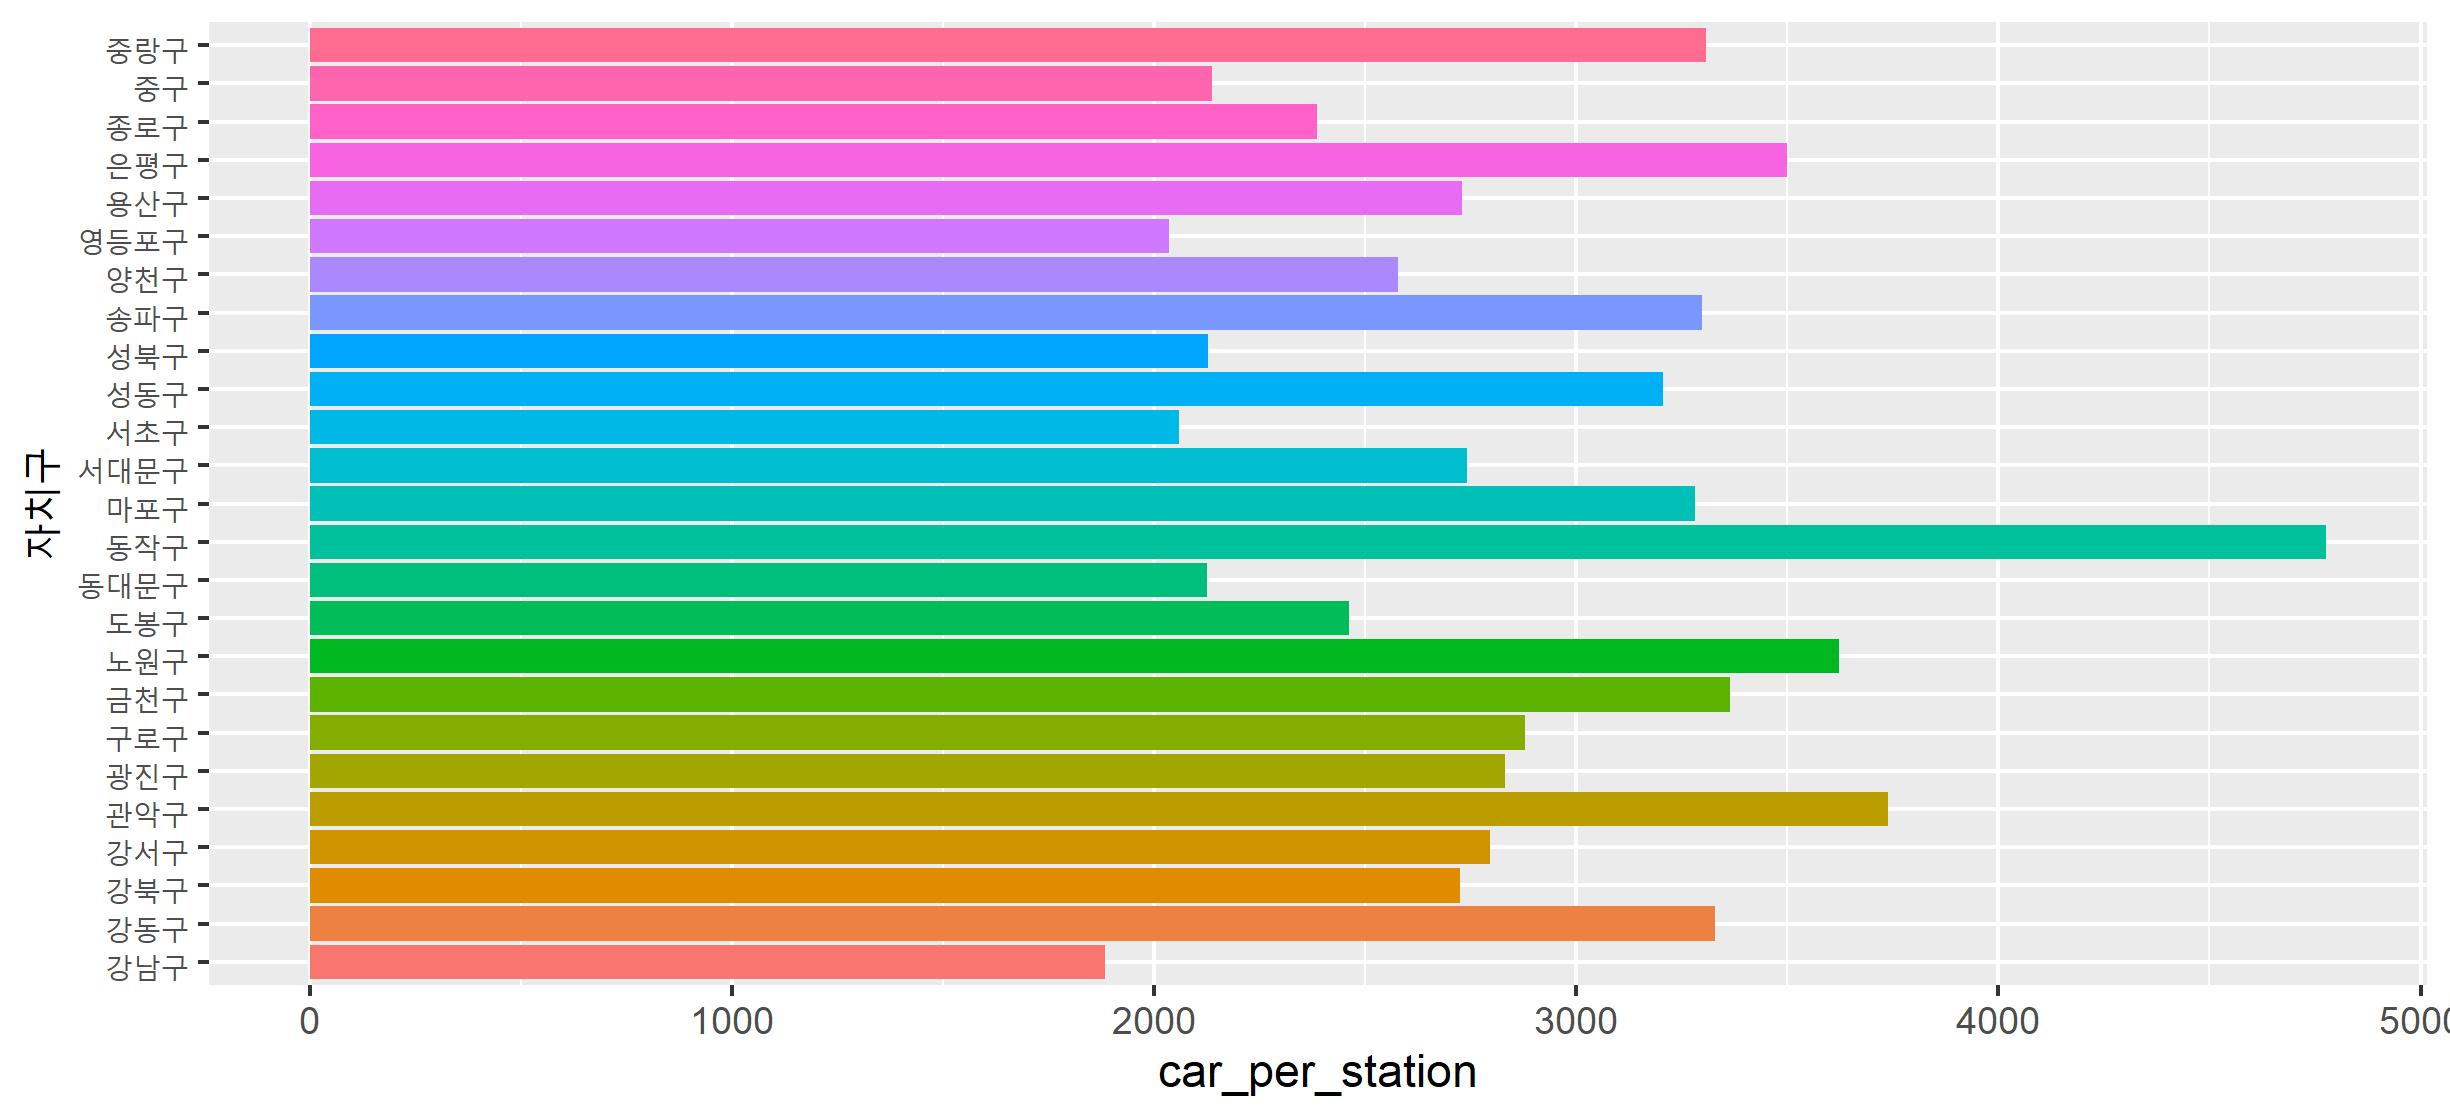 중랑구
중구
종로구
은평구
용산구
영등포구
양천구
송파구
성북구
성동구
서초구
서대문구
마포구
동작구
동대문구
도봉구
노원구
금천구
구로구
광진구
관악구
강서구
강북구
강동구
강남구
자치구
0 1000 2000 3000 4000 5000
car_per_station